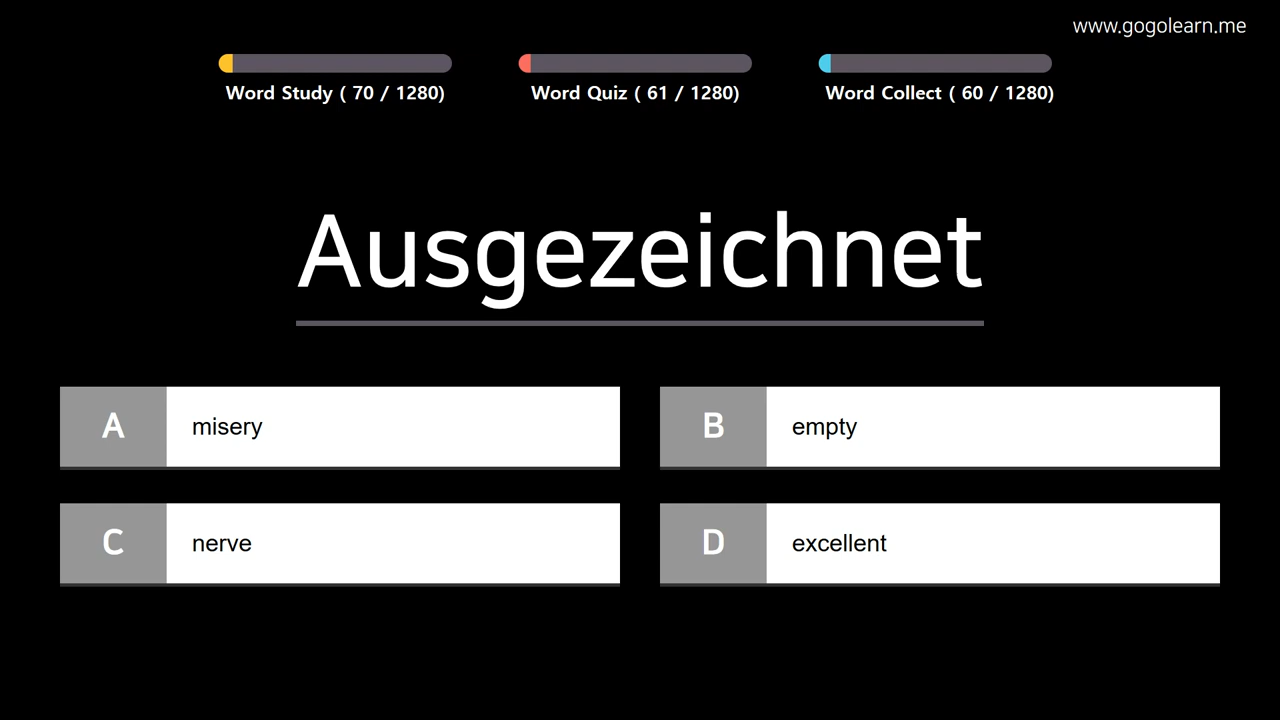 www.gogolearn.me
Word Study ( 70 / 1280)
Word Quiz ( 61 / 1280)
Word Collect ( 60 / 1280)
Ausgezeichnet
A misery
B empty
C nerve
D excellent